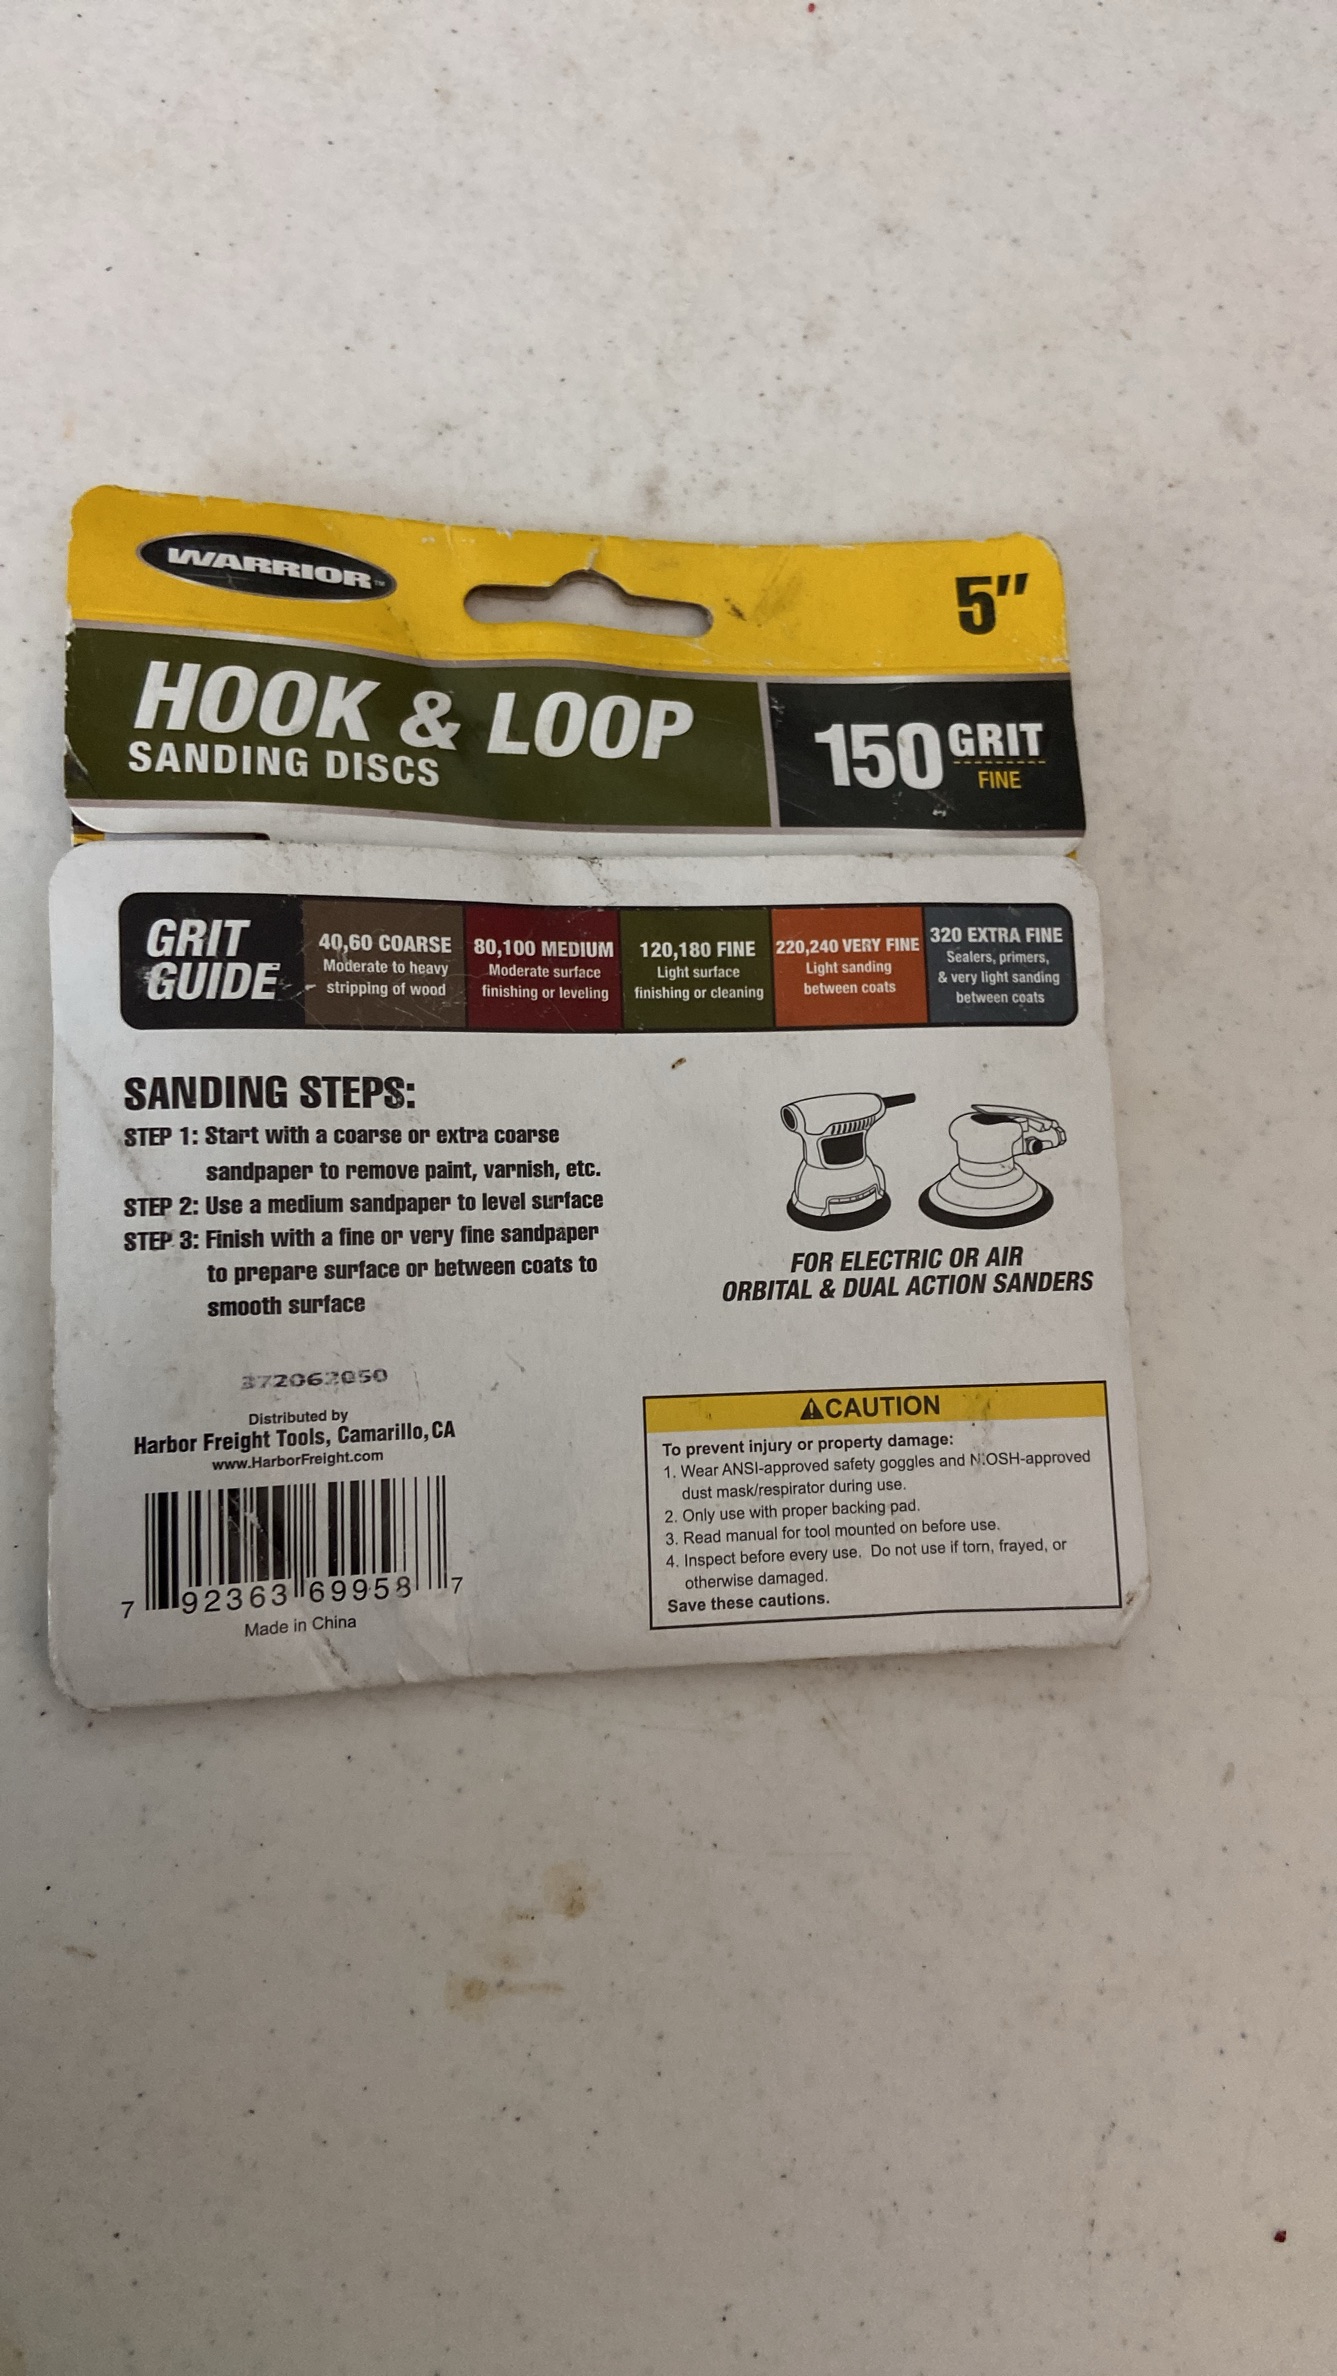 WARRIOR™
5"
HOOK & LOOP
SANDING DISCS
150 GRIT
FINE
GRIT
GUIDE
40,60 COARSE
Moderate to heavy
stripping of wood
80,100 MEDIUM
Moderate surface
finishing or leveling
120,180 FINE
Light surface
finishing or cleaning
220,240 VERY FINE
Light sanding
between coats
320 EXTRA FINE
Sealers, primers,
& very light sanding
between coats
SANDING STEPS:
STEP 1: Start with a coarse or extra coarse
sandpaper to remove paint, varnish, etc.
STEP 2: Use a medium sandpaper to level surface
STEP 3: Finish with a fine or very fine sandpaper
to prepare surface or between coats to
smooth surface
FOR ELECTRIC OR AIR
ORBITAL & DUAL ACTION SANDERS
372062050
Distributed by
Harbor Freight Tools, Camarillo, CA
www.HarborFreight.com
7 92363 69958 7
Made in China
⚠CAUTION
To prevent injury or property damage:
1. Wear ANSI-approved safety goggles and NIOSH-approved
dust mask/respirator during use.
2. Only use with proper backing pad.
3. Read manual for tool mounted on before use.
4. Inspect before every use. Do not use if torn, frayed, or
otherwise damaged.
Save these cautions.